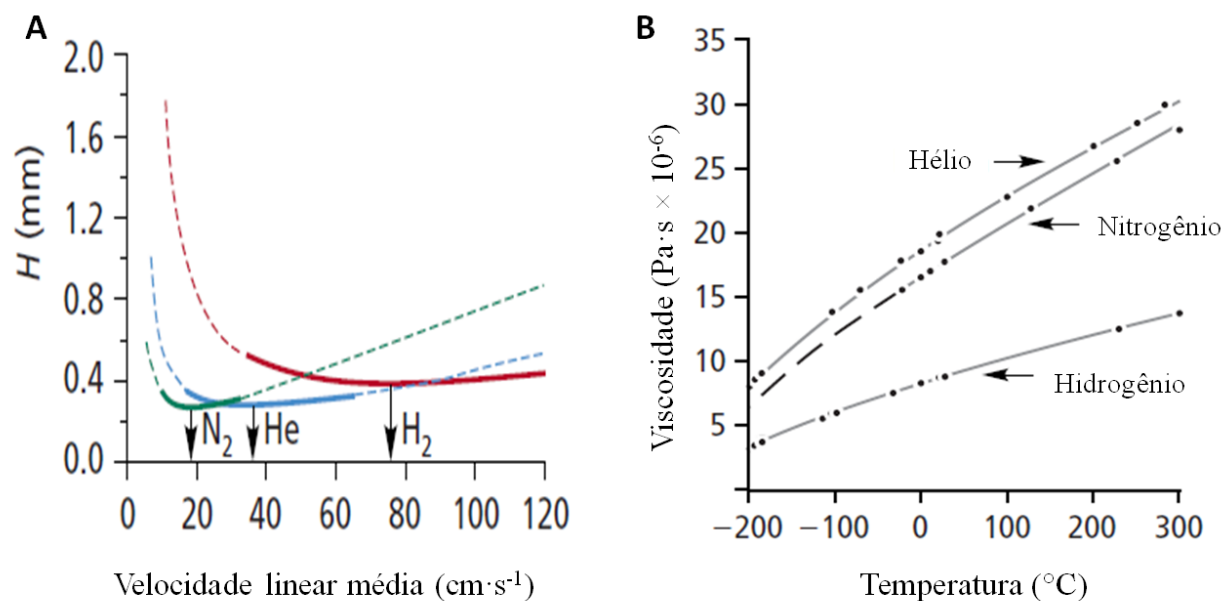 A
H (mm)
2.0
1.6
1.2
0.8
0.4
0.0
N₂
He
H₂
0 20 40 60 80 100 120
Velocidade linear média (cm·s⁻¹)
B
Viscosidade (Pa·s × 10⁻⁶)
35
30
25
20
15
10
5
Hélio
Nitrogênio
Hidrogênio
−200 −100 0 100 200 300
Temperatura (°C)